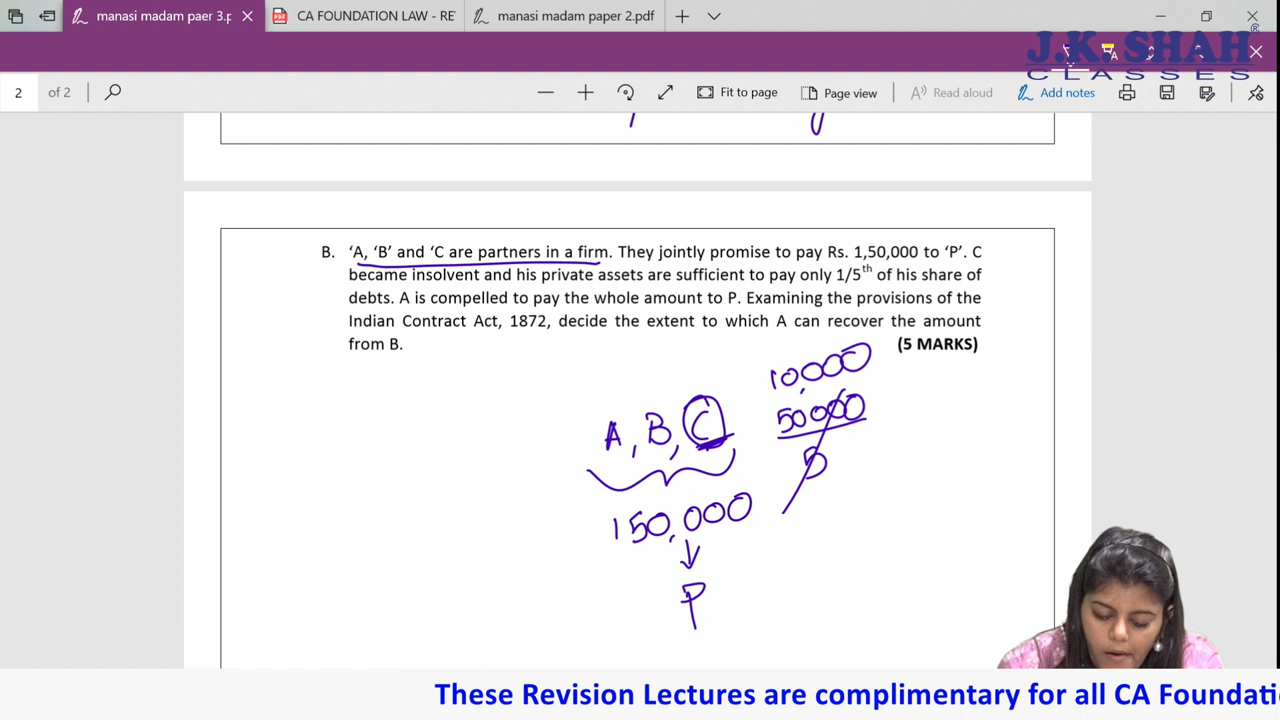 manasi madam paer 3.p
CA FOUNDATION LAW - RE
manasi madam paper 2.pdf
J.K. SHAH®
CLASSES
2 of 2
Fit to page
Page view
Read aloud
Add notes
B. ‘A, ‘B’ and ‘C are partners in a firm. They jointly promise to pay Rs. 1,50,000 to ‘P’. C
became insolvent and his private assets are sufficient to pay only 1/5th of his share of
debts. A is compelled to pay the whole amount to P. Examining the provisions of the
Indian Contract Act, 1872, decide the extent to which A can recover the amount
from B. (5 MARKS)
10,000
A, B, C
50,000
5
150,000
P
These Revision Lectures are complimentary for all CA Foundati